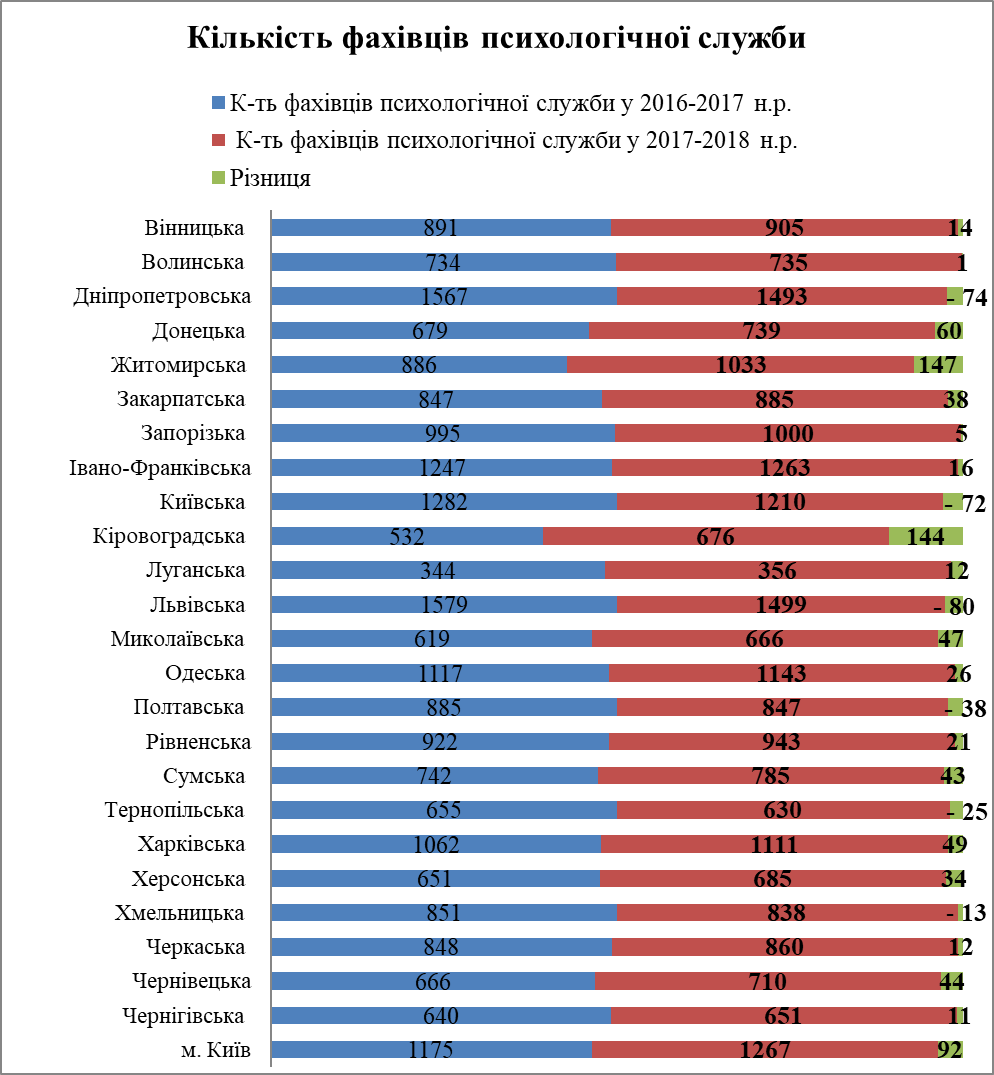 Кількість фахівців психологічної служби
К-ть фахівців психологічної служби у 2016-2017 н.р.
К-ть фахівців психологічної служби у 2017-2018 н.р.
Різниця
Вінницька 891 905 14
Волинська 734 735 1
Дніпропетровська 1567 1493 - 74
Донецька 679 739 60
Житомирська 886 1033 147
Закарпатська 847 885 38
Запорізька 995 1000 5
Івано-Франківська 1247 1263 16
Київська 1282 1210 - 72
Кіровоградська 532 676 144
Луганська 344 356 12
Львівська 1579 1499 - 80
Миколаївська 619 666 47
Одеська 1117 1143 26
Полтавська 885 847 - 38
Рівненська 922 943 21
Сумська 742 785 43
Тернопільська 655 630 - 25
Харківська 1062 1111 49
Херсонська 651 685 34
Хмельницька 851 838 - 13
Черкаська 848 860 12
Чернівецька 666 710 44
Чернігівська 640 651 11
м. Київ 1175 1267 92